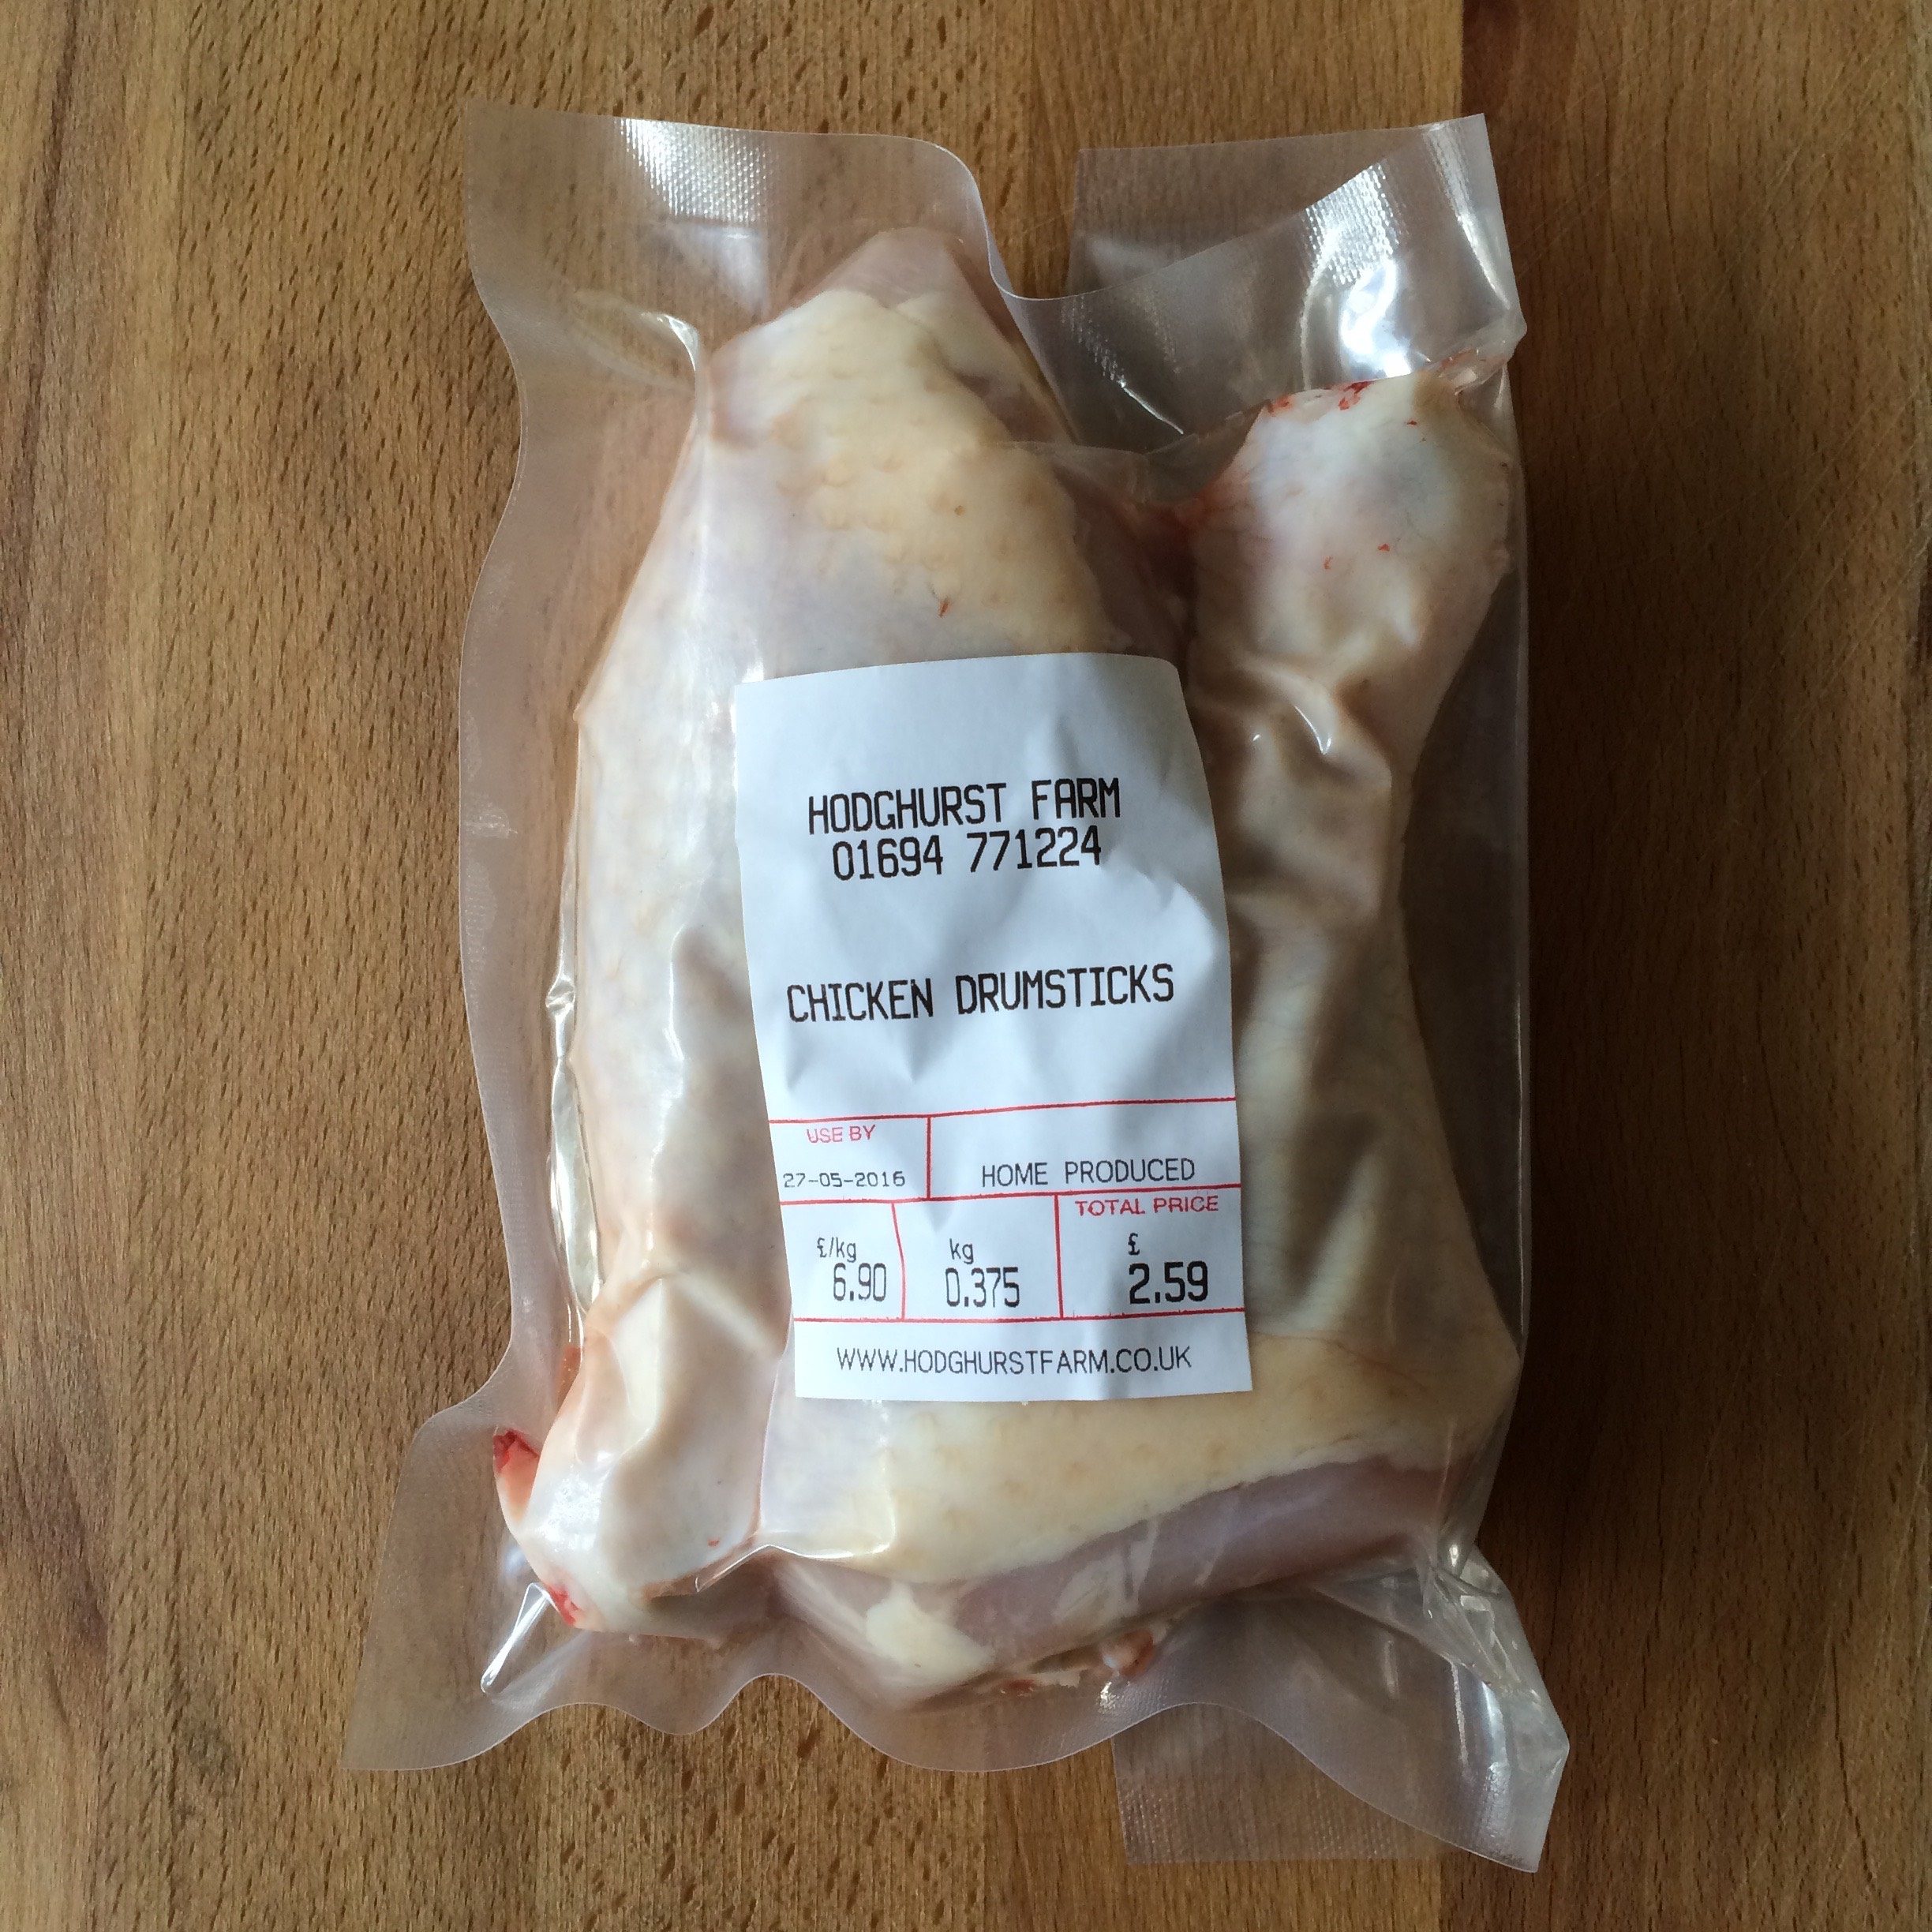 HODGHURST FARM
01694 771224
CHICKEN DRUMSTICKS
USE BY
27-05-2016
HOME PRODUCED
£/kg
6.90
kg
0.375
TOTAL PRICE
£
2.59
WWW.HODGHURSTFARM.CO.UK